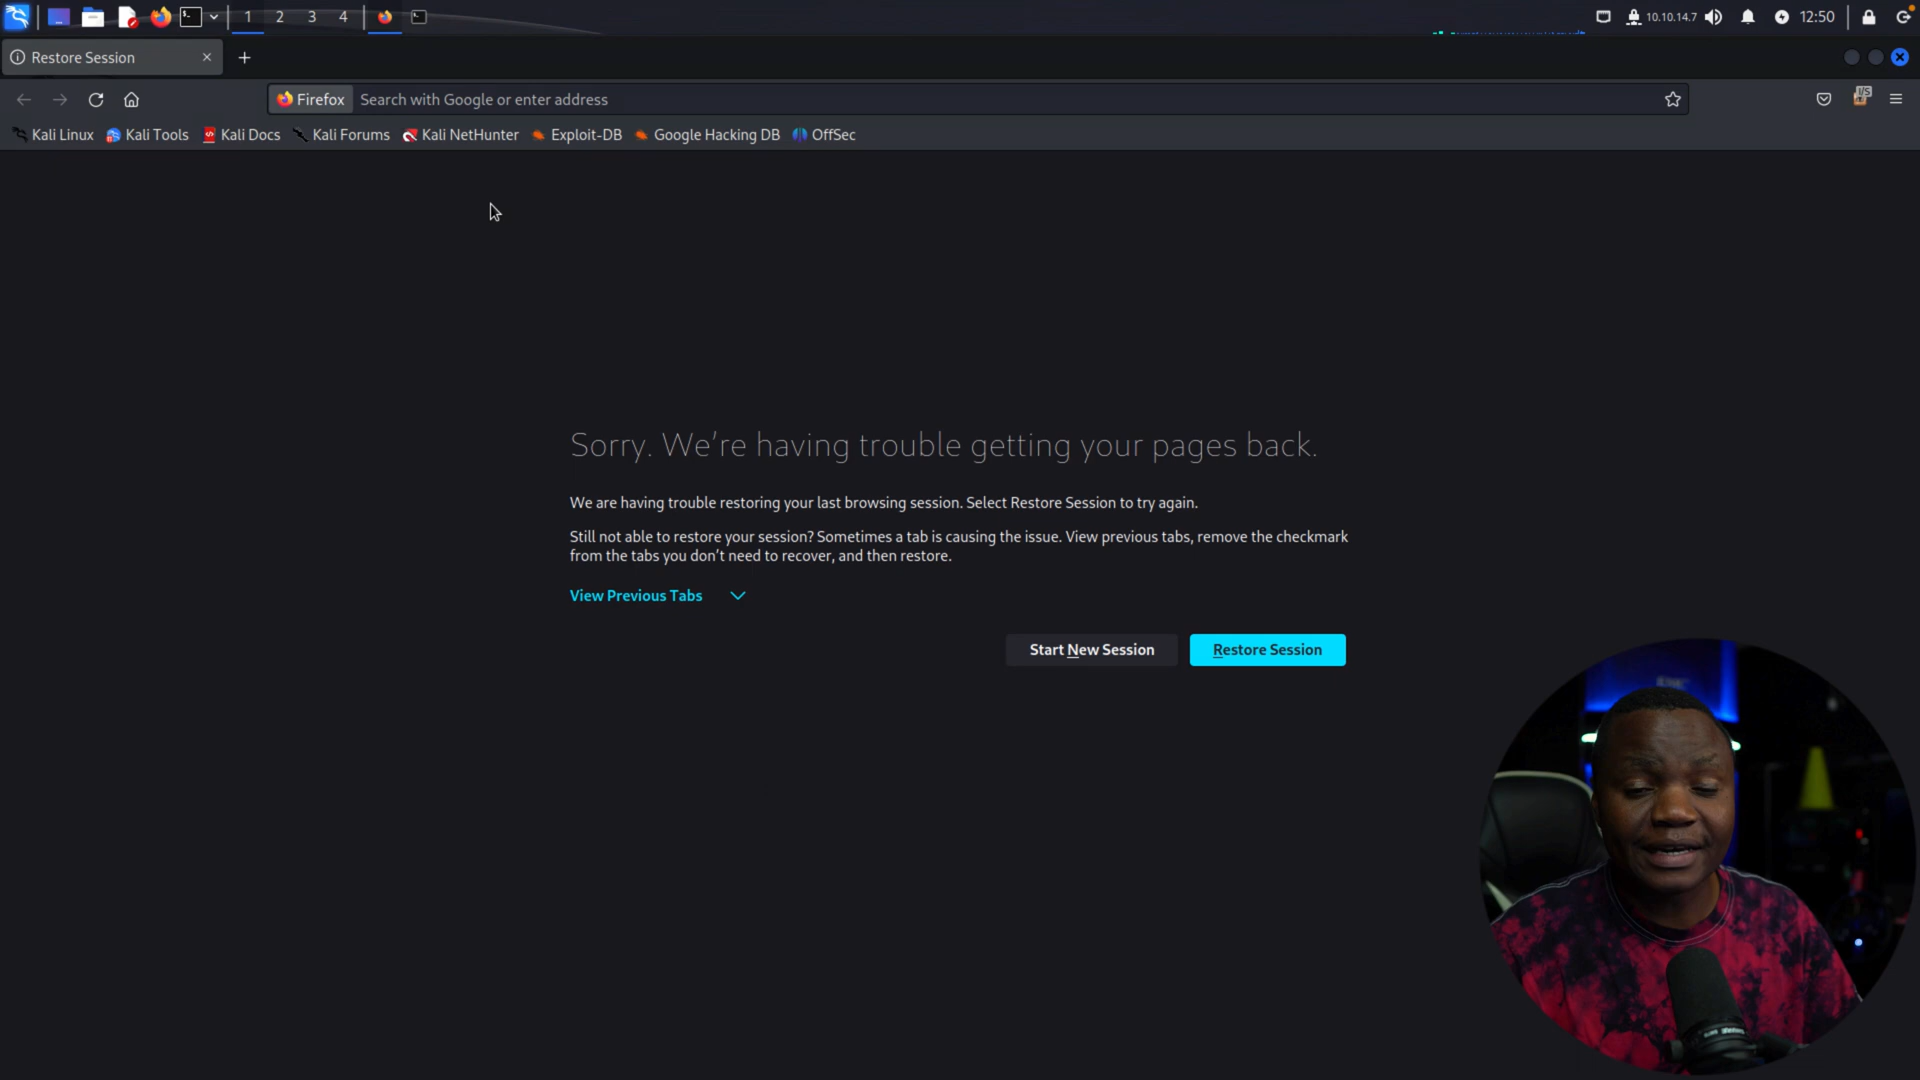 1 2 3 4 10.10.14.7 12:50
Restore Session
Firefox Search with Google or enter address
Kali Linux Kali Tools Kali Docs Kali Forums Kali NetHunter Exploit-DB Google Hacking DB OffSec
Sorry. We're having trouble getting your pages back.
We are having trouble restoring your last browsing session. Select Restore Session to try again.
Still not able to restore your session? Sometimes a tab is causing the issue. View previous tabs, remove the checkmark
from the tabs you don't need to recover, and then restore.
View Previous Tabs
Start New Session Restore Session